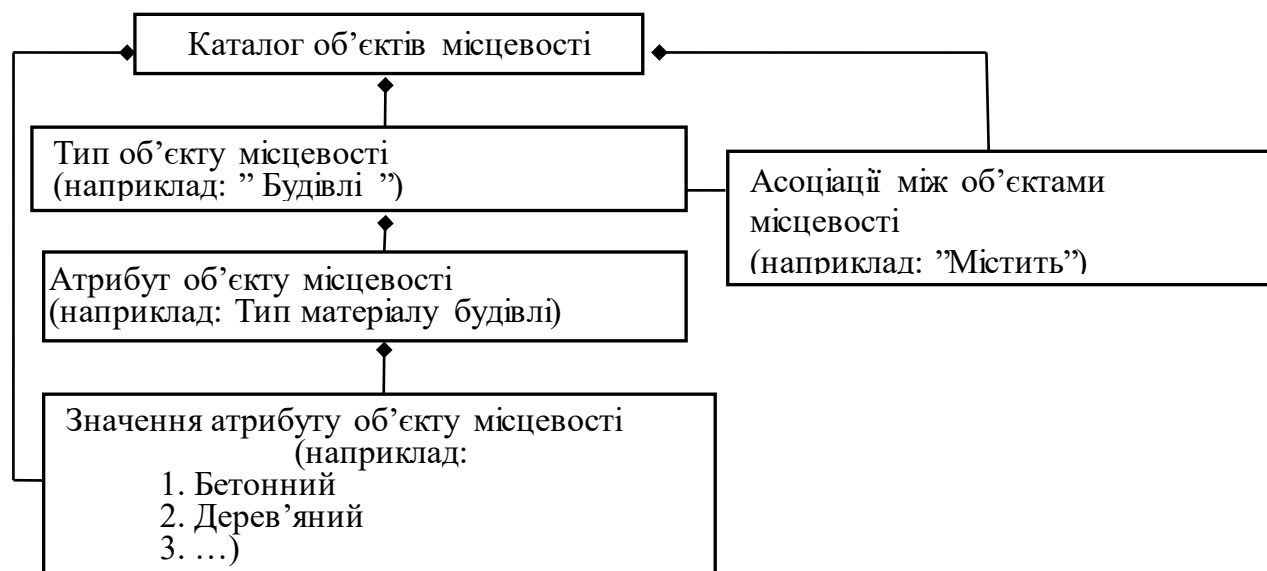 Каталог об’єктів місцевості
Тип об’єкту місцевості
(наприклад: ” Будівлі ”)
Асоціації між об’єктами
місцевості
(наприклад: ”Містить”)
Атрибут об’єкту місцевості
(наприклад: Тип матеріалу будівлі)
Значення атрибуту об’єкту місцевості
(наприклад:
1. Бетонний
2. Дерев’яний
3. …)